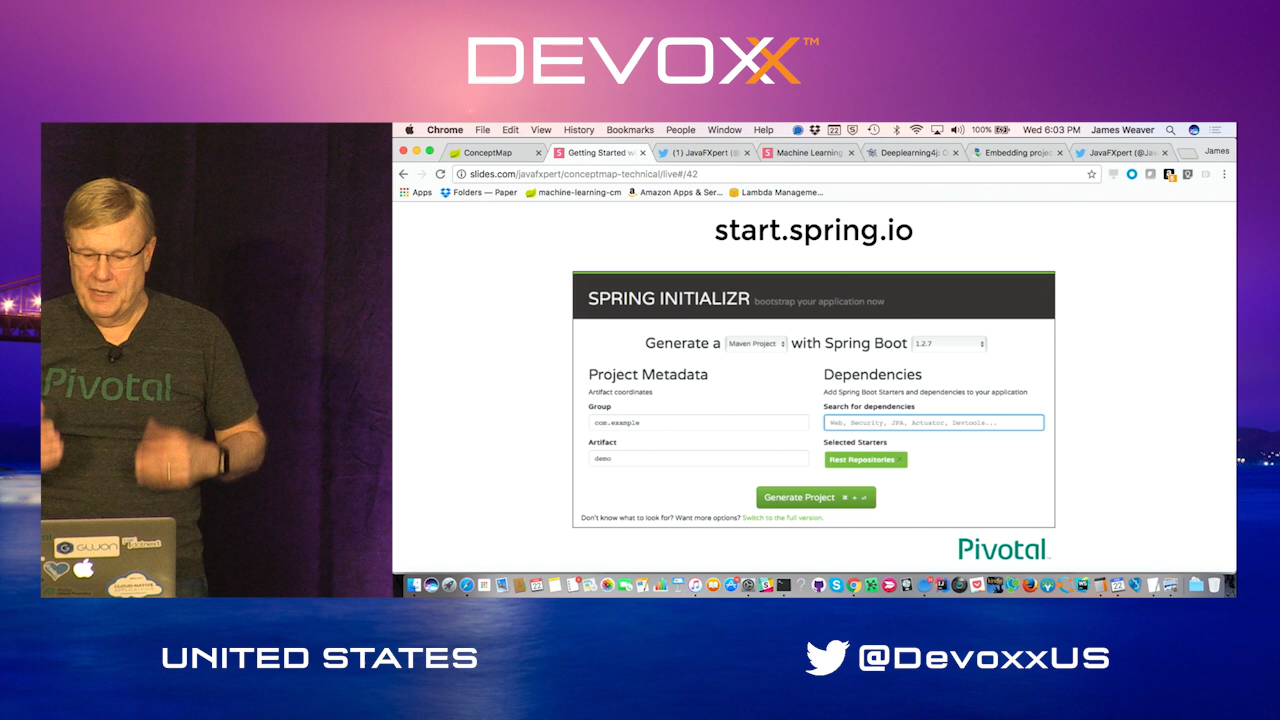 DEVOXX™
Chrome File Edit View History Bookmarks People Window Help 22 5 100% Wed 6:03 PM James Weaver
ConceptMap × S Getting Started wi × (1) JavaFXpert (@ × S Machine Learning × Deeplearning4j: O × Embedding projec × JavaFXpert (@Jav × James
slides.com/javafxpert/conceptmap-technical/live#/42
Apps Folders — Paper machine-learning-cm Amazon Apps & Ser... Lambda Manageme...
start.spring.io
SPRING INITIALIZR bootstrap your application now
Generate a Maven Project with Spring Boot 1.2.7
Project Metadata
Artifact coordinates
Group
com.example
Artifact
demo
Dependencies
Add Spring Boot Starters and dependencies to your application
Search for dependencies
Web, Security, JPA, Actuator, Devtools...
Selected Starters
Rest Repositories ×
Generate Project ⌘ + ⏎
Don't know what to look for? Want more options? Switch to the full version.
Pivotal
Pivotal
GLUON
CLOUD-NATIVE
UNITED STATES
@DevoxxUS